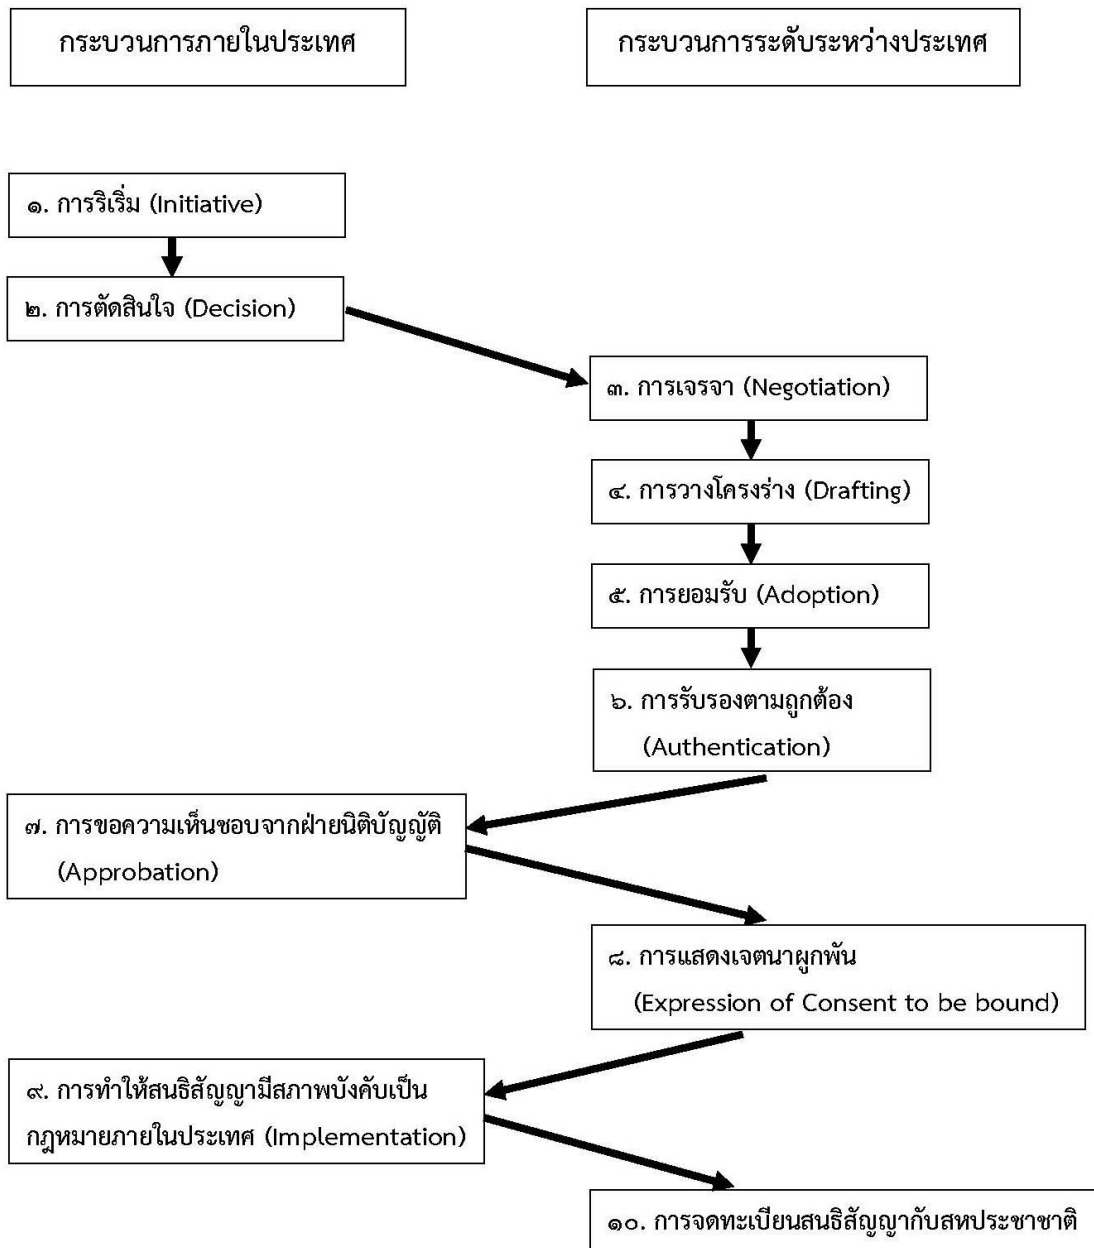 กระบวนการภายในประเทศ
กระบวนการระดับระหว่างประเทศ
๑. การริเริ่ม (Initiative)
๒. การตัดสินใจ (Decision)
๓. การเจรจา (Negotiation)
๔. การวางโครงร่าง (Drafting)
๕. การยอมรับ (Adoption)
๖. การรับรองตามถูกต้อง
(Authentication)
๗. การขอความเห็นชอบจากฝ่ายนิติบัญญัติ
(Approbation)
๘. การแสดงเจตนาผูกพัน
(Expression of Consent to be bound)
๙. การทำให้สนธิสัญญามีสภาพบังคับเป็น
กฎหมายภายในประเทศ (Implementation)
๑๐. การจดทะเบียนสนธิสัญญากับสหประชาชาติ